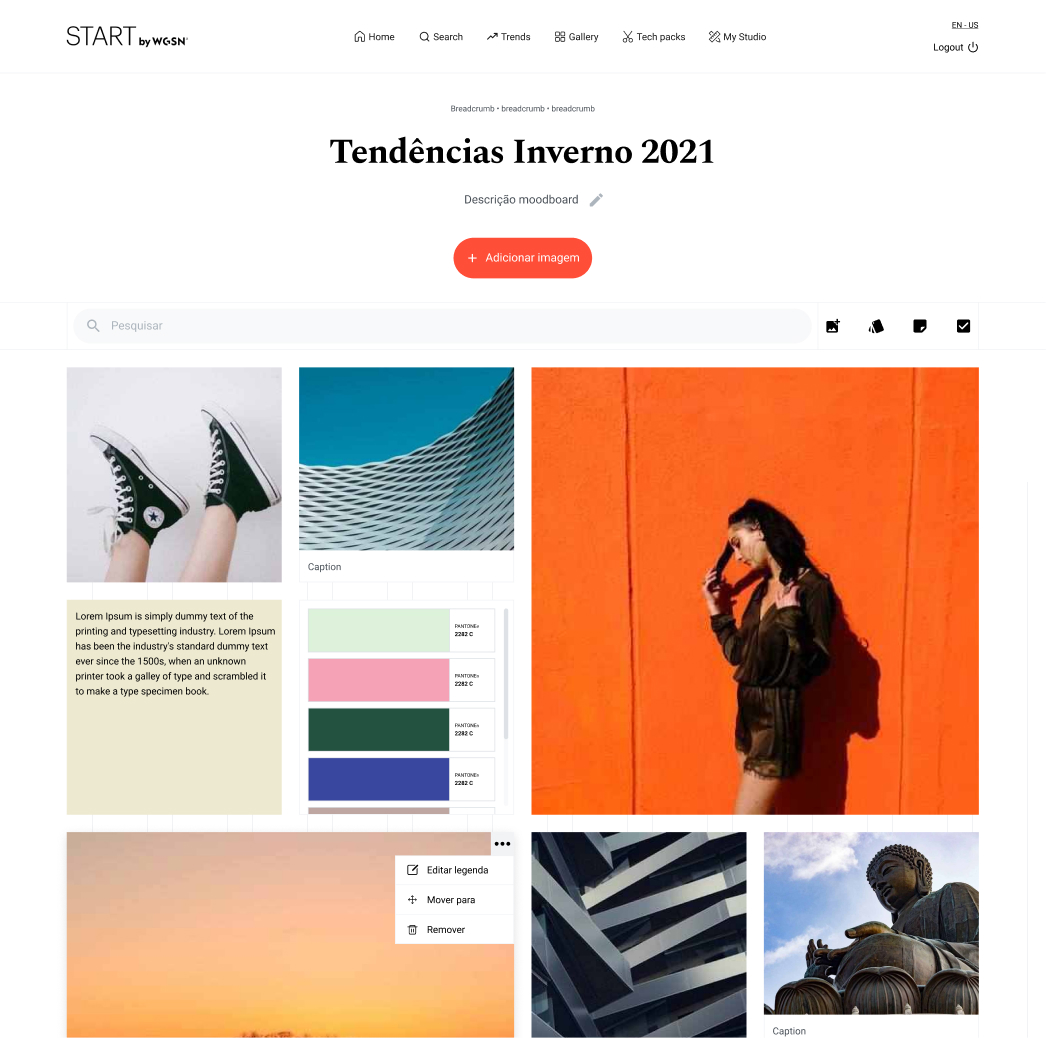 START by WGSN
Home
Search
Trends
Gallery
Tech packs
My Studio
EN - US
Logout
Breadcrumb • breadcrumb • breadcrumb
Tendências Inverno 2021
Descrição moodboard
+ Adicionar imagem
Pesquisar
Caption
Lorem Ipsum is simply dummy text of the
printing and typesetting industry. Lorem Ipsum
has been the industry's standard dummy text
ever since the 1500s, when an unknown
printer took a galley of type and scrambled it
to make a type specimen book.
PANTONE®
2282 C
PANTONE®
2282 C
PANTONE®
2282 C
PANTONE®
2282 C
Editar legenda
Mover para
Remover
Caption